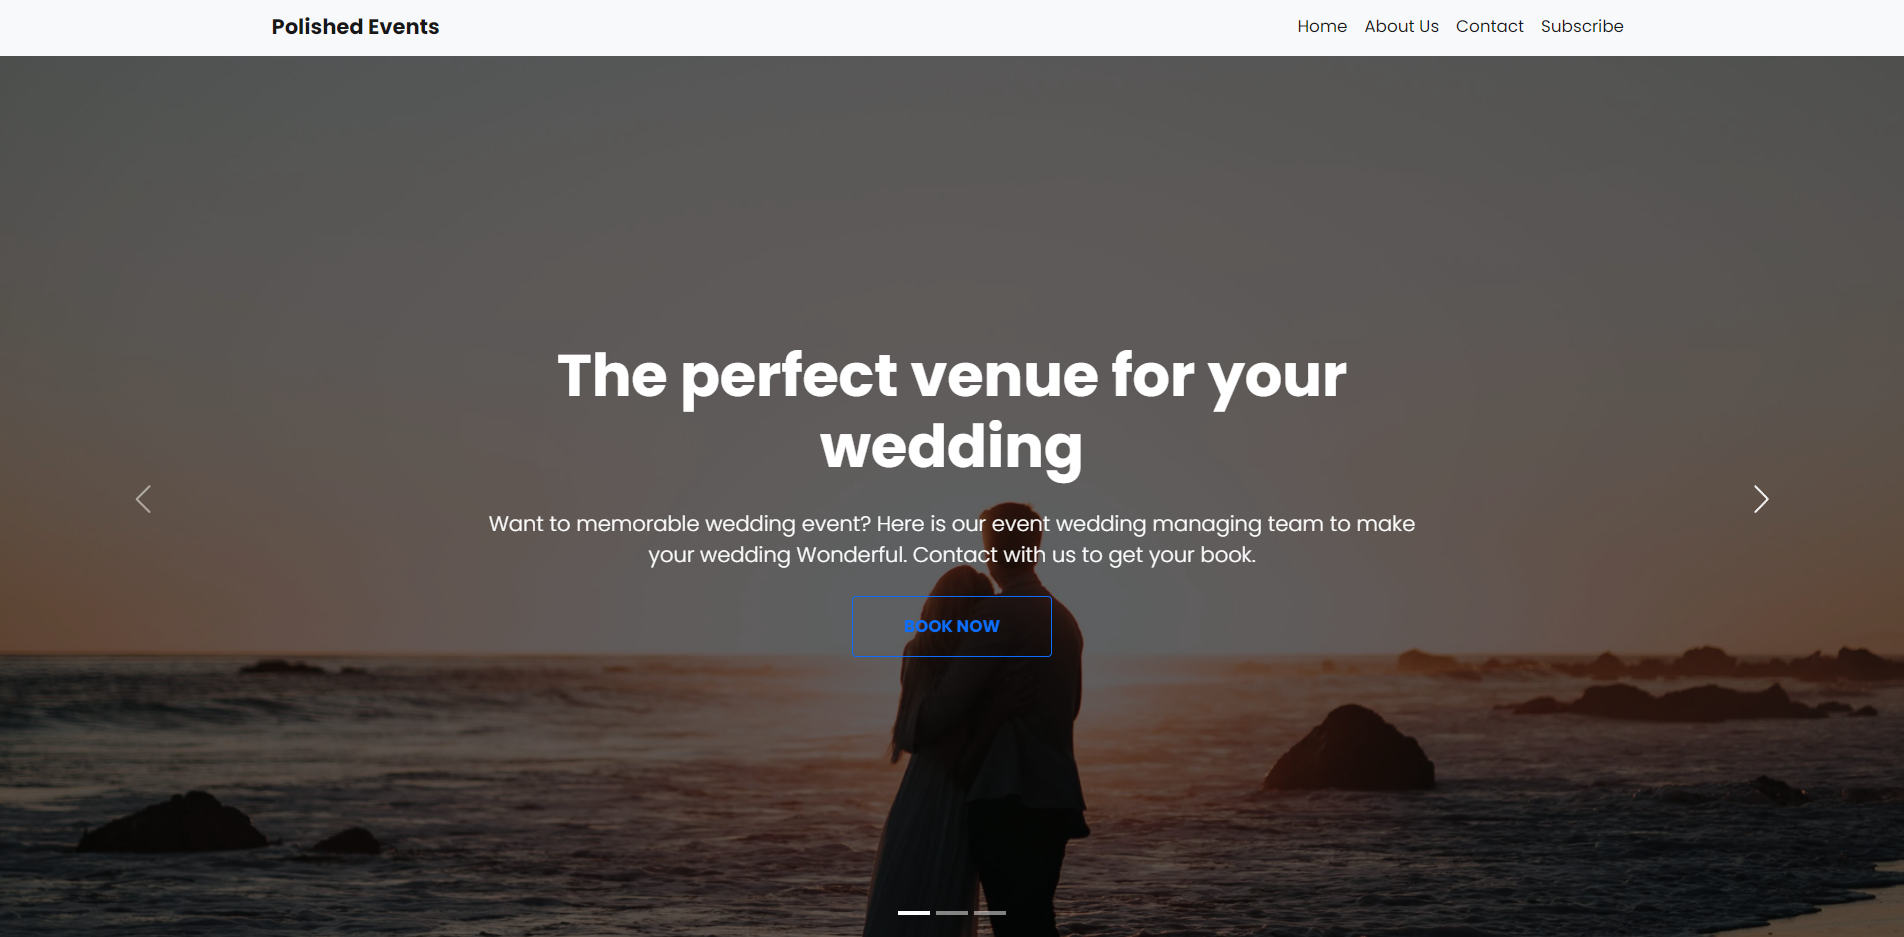 Polished Events
Home About Us Contact Subscribe
The perfect venue for your
wedding
Want to memorable wedding event? Here is our event wedding managing team to make
your wedding Wonderful. Contact with us to get your book.
BOOK NOW